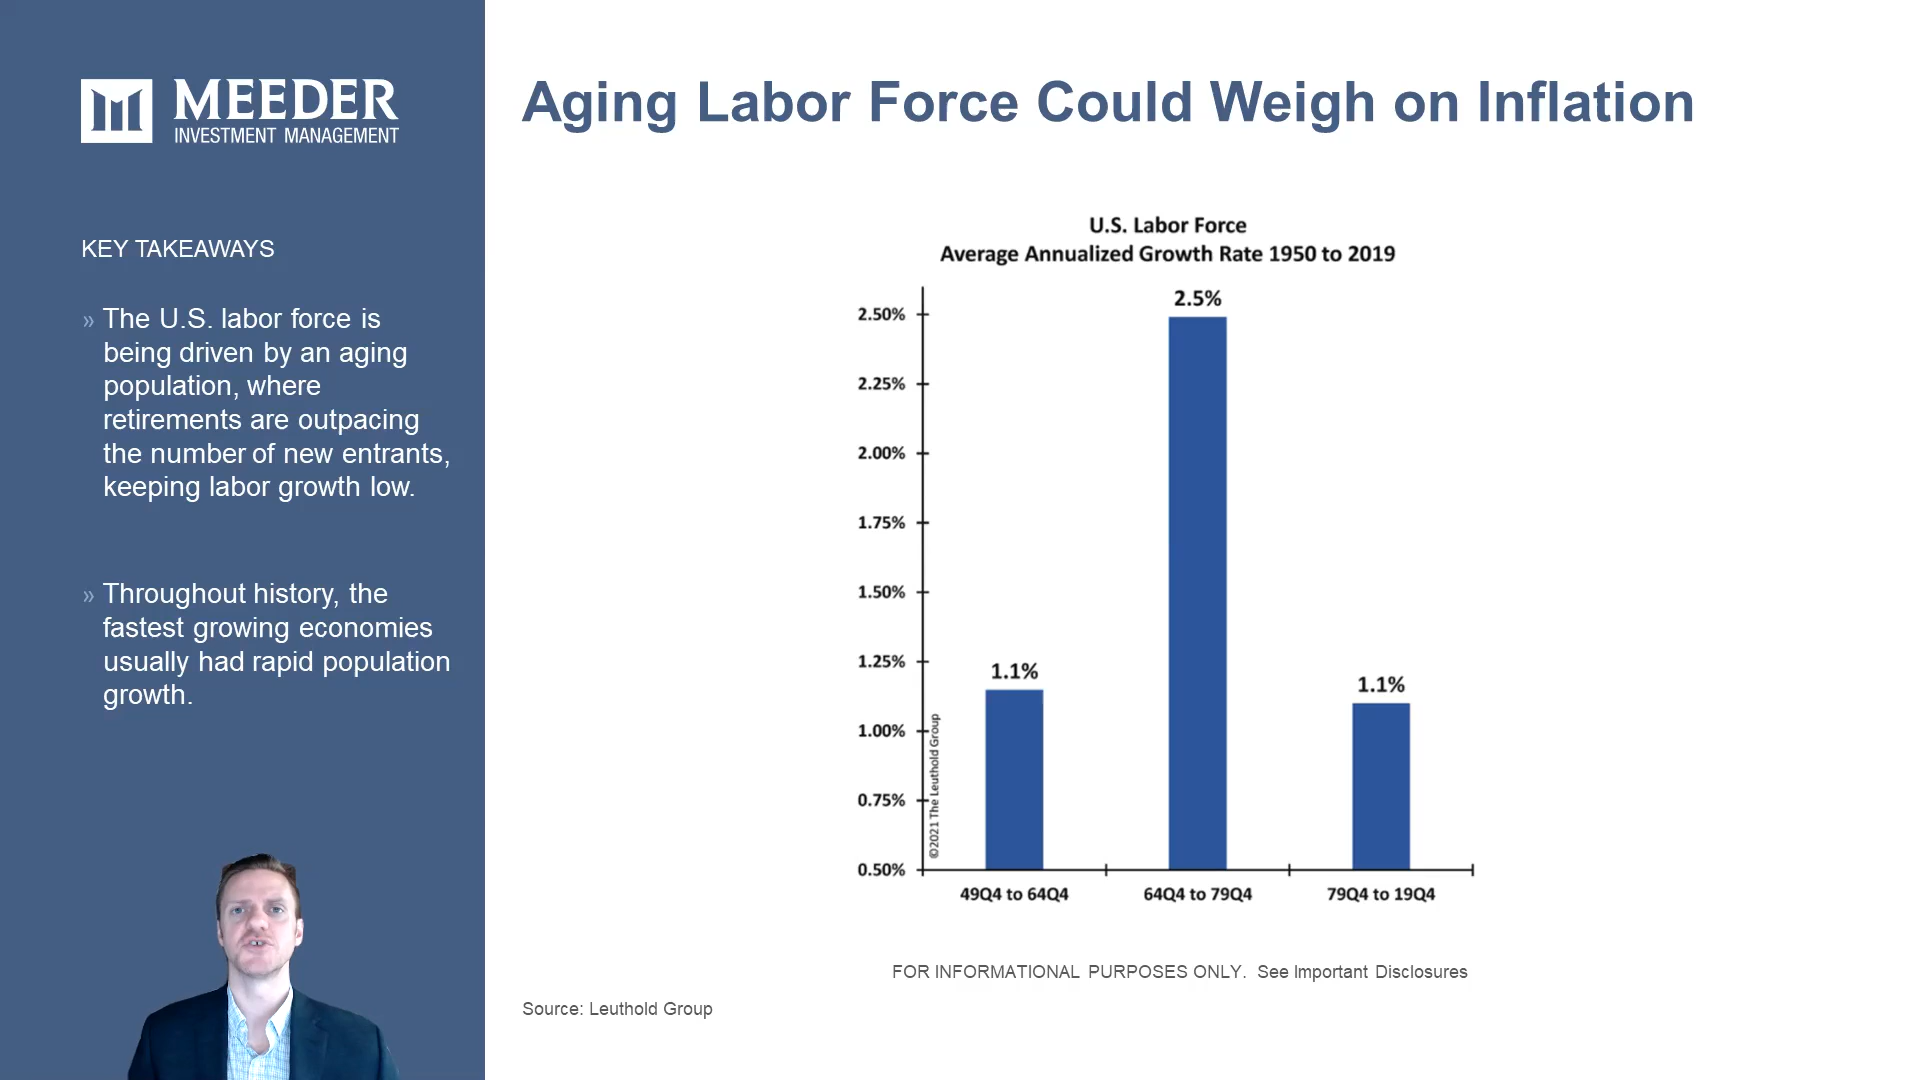 MEEDER
INVESTMENT MANAGEMENT
KEY TAKEAWAYS
» The U.S. labor force is
being driven by an aging
population, where
retirements are outpacing
the number of new entrants,
keeping labor growth low.
» Throughout history, the
fastest growing economies
usually had rapid population
growth.
Aging Labor Force Could Weigh on Inflation
U.S. Labor Force
Average Annualized Growth Rate 1950 to 2019
2.50%
2.25%
2.00%
1.75%
1.50%
1.25%
1.00%
0.75%
0.50%
1.1%
2.5%
1.1%
©2021 The Leuthold Group
49Q4 to 64Q4
64Q4 to 79Q4
79Q4 to 19Q4
FOR INFORMATIONAL PURPOSES ONLY. See Important Disclosures
Source: Leuthold Group